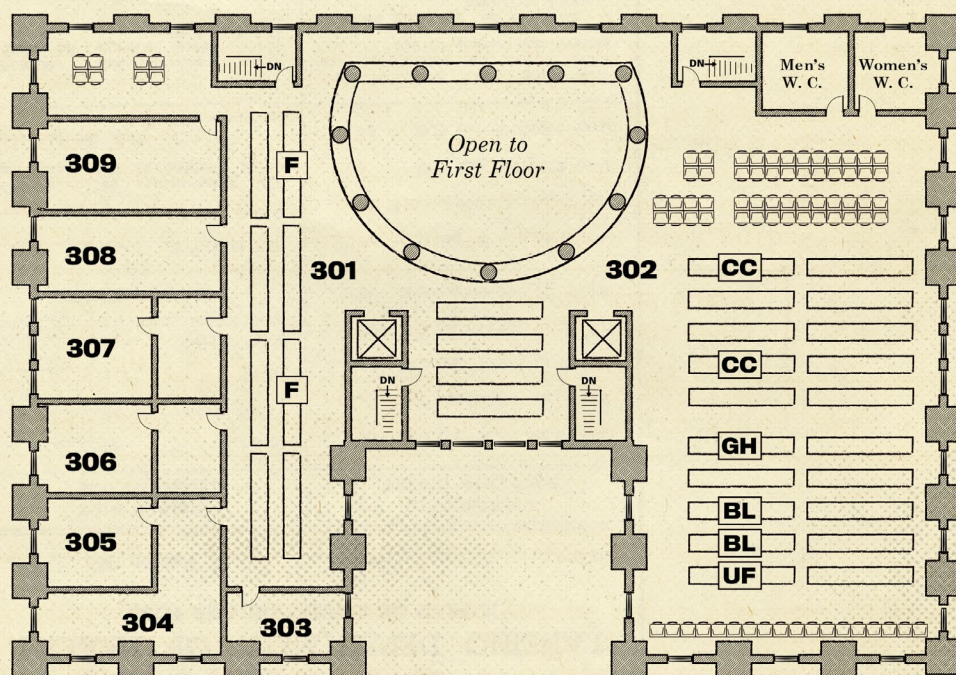 DN
DN
Men's
W. C.
Women's
W. C.
309
F
Open to
First Floor
308
301
302
CC
307
CC
DN
DN
F
306
GH
305
BL
BL
UF
304
303